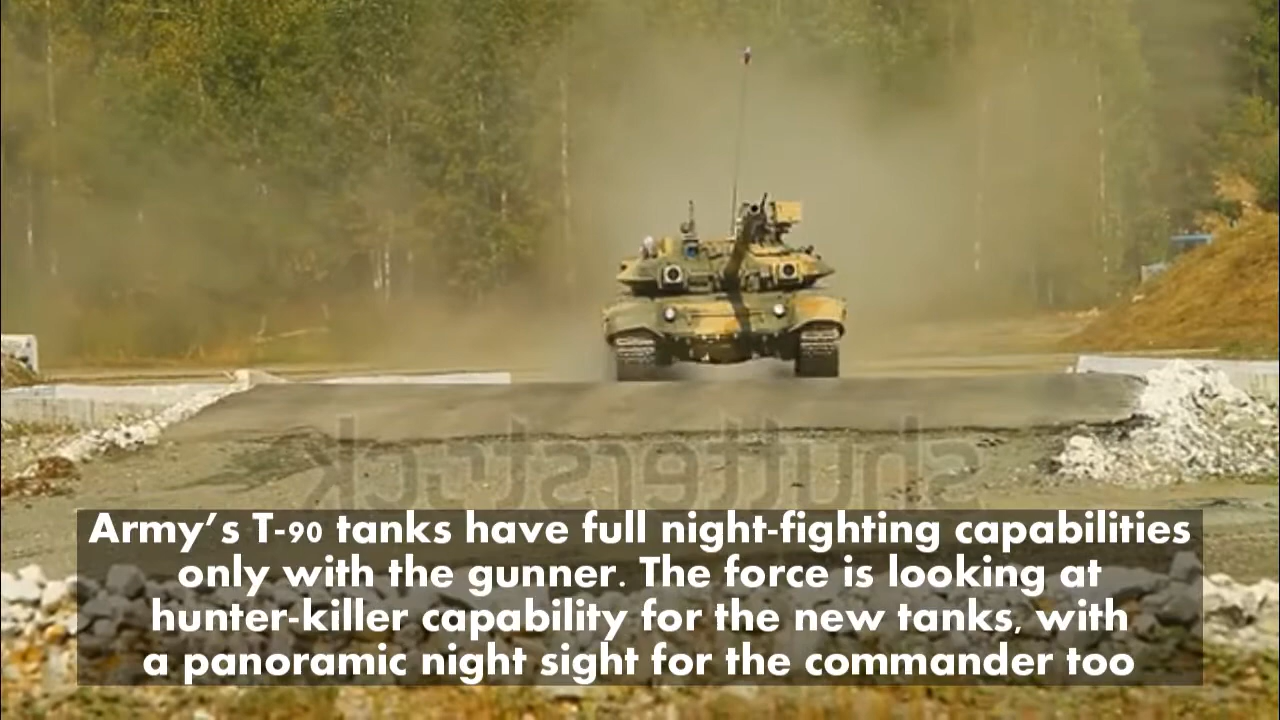 shutterstock
Army's T-90 tanks have full night-fighting capabilities
only with the gunner. The force is looking at
hunter-killer capability for the new tanks, with
a panoramic night sight for the commander too